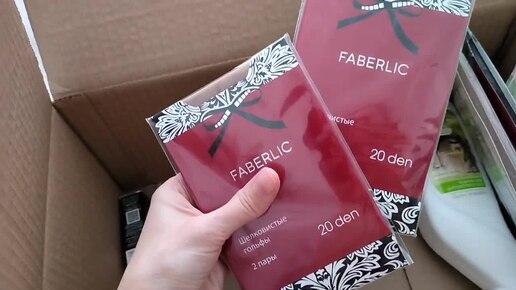 FABERLIC
Шелковистые
гольфы
2 пары
20 den
FABERLIC
20 den